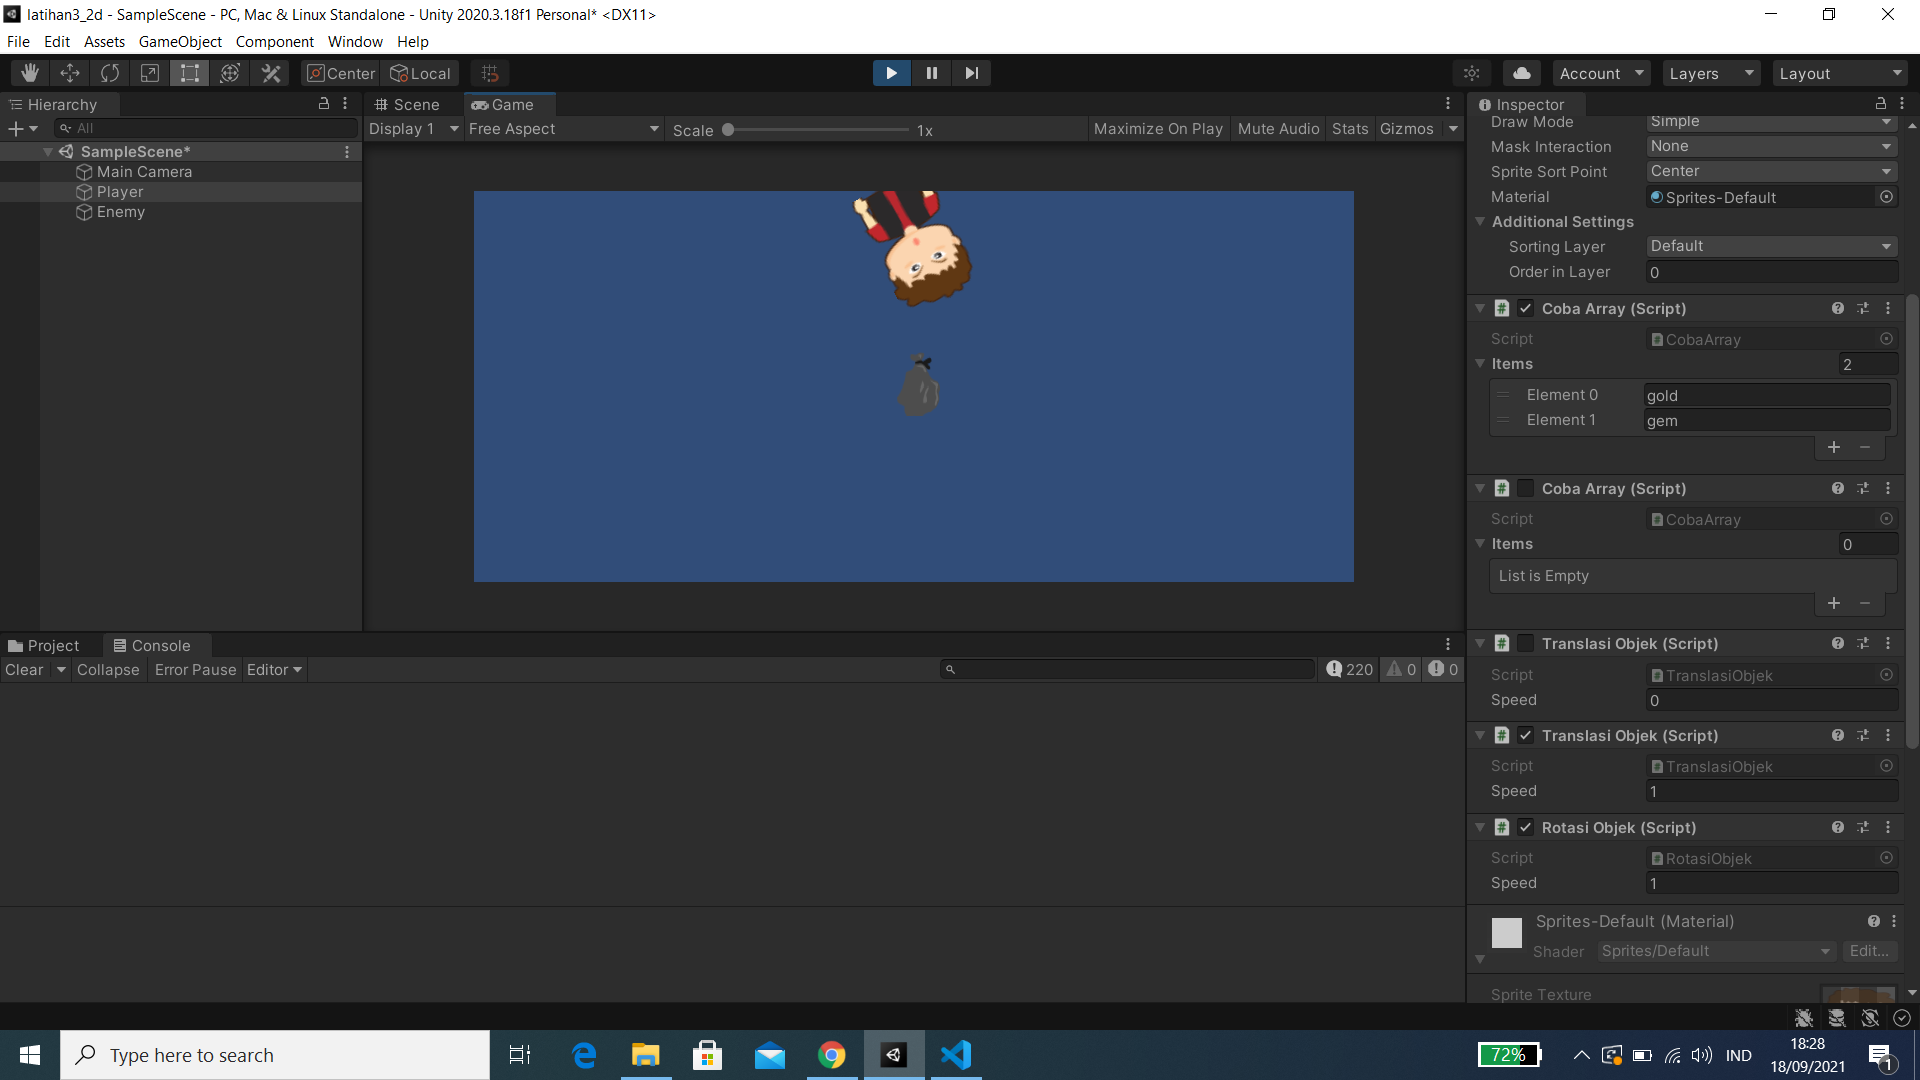 latihan3_2d - SampleScene - PC, Mac & Linux Standalone - Unity 2020.3.18f1 Personal* <DX11>
File Edit Assets GameObject Component Window Help
Center Local Account Layers Layout
Hierarchy
All
SampleScene*
Main Camera
Player
Enemy
Scene Game
Display 1 Free Aspect Scale 1x Maximize On Play Mute Audio Stats Gizmos
Project Console
Clear Collapse Error Pause Editor 220 0 0
Inspector
Draw Mode Simple
Mask Interaction None
Sprite Sort Point Center
Material Sprites-Default
Additional Settings
Sorting Layer Default
Order in Layer 0
# Coba Array (Script)
Script CobaArray
Items 2
Element 0 gold
Element 1 gem
# Coba Array (Script)
Script CobaArray
Items 0
List is Empty
# Translasi Objek (Script)
Script TranslasiObjek
Speed 0
# Translasi Objek (Script)
Script TranslasiObjek
Speed 1
# Rotasi Objek (Script)
Script RotasiObjek
Speed 1
Sprites-Default (Material)
Shader Sprites/Default Edit...
Sprite Texture
Type here to search
72% IND 18:28
18/09/2021 1